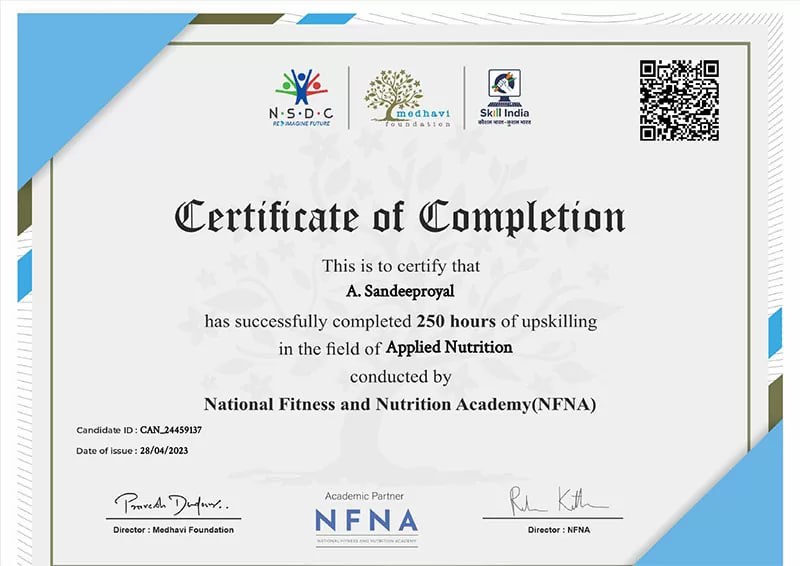 N·S·D·C
RE-IMAGINE FUTURE
medhavi
foundation
Skill India
कौशल भारत - कुशल भारत
Certificate of Completion
This is to certify that
A. Sandeeproyal
has successfully completed 250 hours of upskilling
in the field of Applied Nutrition
conducted by
National Fitness and Nutrition Academy(NFNA)
Candidate ID : CAN_24459137
Date of issue : 28/04/2023
Director : Medhavi Foundation
Academic Partner
NFNA
NATIONAL FITNESS AND NUTRITION ACADEMY
Director : NFNA